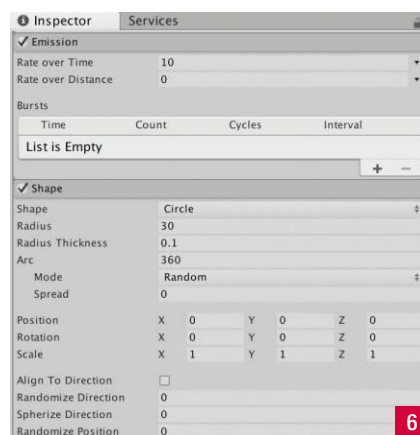 Inspector Services
Emission
Rate over Time 10
Rate over Distance 0
Bursts
Time Count Cycles Interval
List is Empty
+ −
Shape
Shape Circle
Radius 30
Radius Thickness 0.1
Arc 360
Mode Random
Spread 0
Position X 0 Y 0 Z 0
Rotation X 0 Y 0 Z 0
Scale X 1 Y 1 Z 1
Align To Direction
Randomize Direction 0
Spherize Direction 0
Randomize Position 0
6